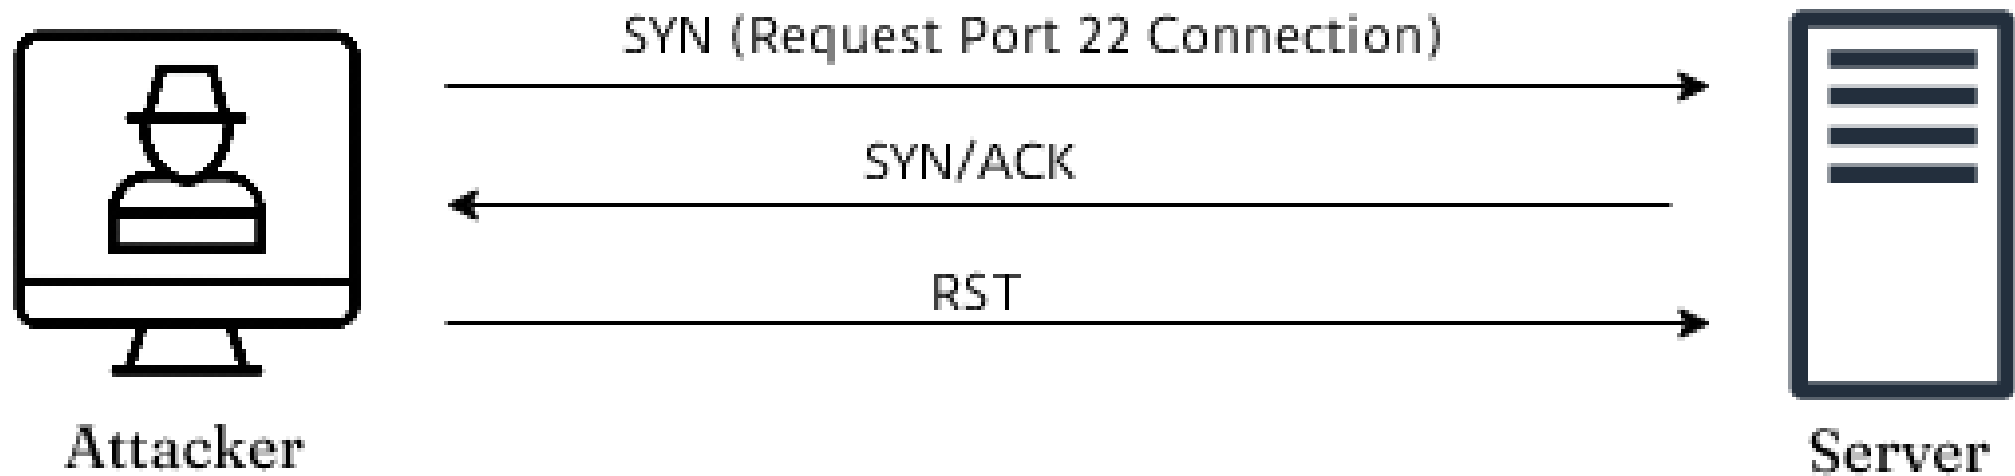 SYN (Request Port 22 Connection)
SYN/ACK
RST
Attacker
Server